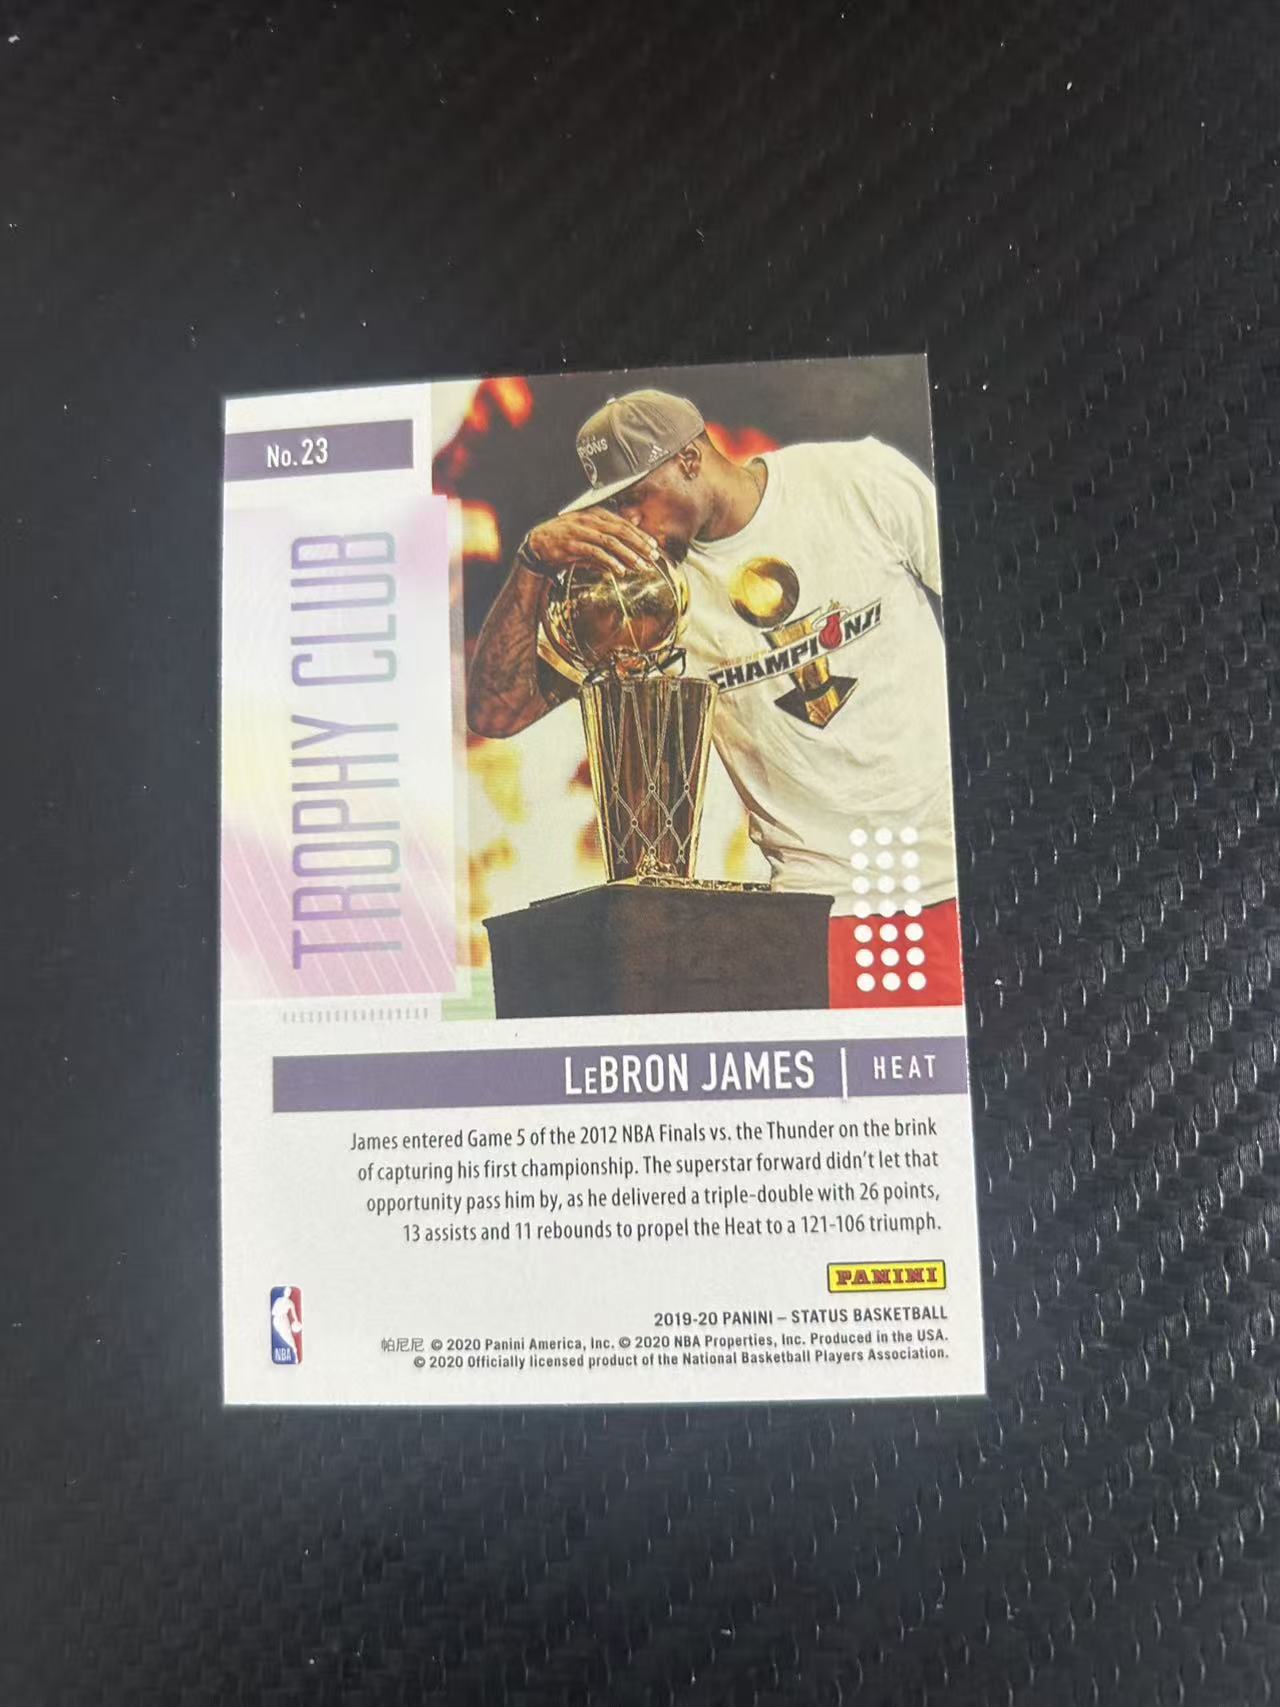 No.23
TROPHY CLUB
CHAMPIONS!
LEBRON JAMES | HEAT
James entered Game 5 of the 2012 NBA Finals vs. the Thunder on the brink
of capturing his first championship. The superstar forward didn't let that
opportunity pass him by, as he delivered a triple-double with 26 points,
13 assists and 11 rebounds to propel the Heat to a 121-106 triumph.
PANINI
2019-20 PANINI – STATUS BASKETBALL
帕尼尼 © 2020 Panini America, Inc. © 2020 NBA Properties, Inc. Produced in the USA.
© 2020 Officially licensed product of the National Basketball Players Association.
NBA